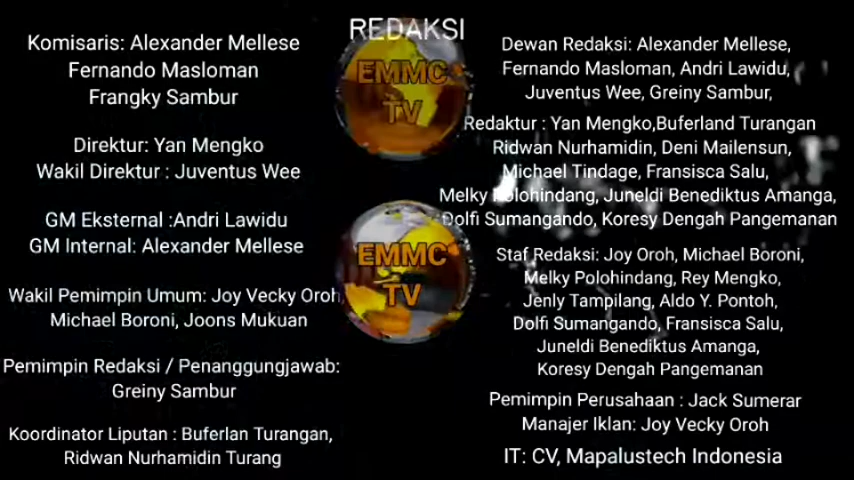 REDAKSI
Komisaris: Alexander Mellese
Fernando Masloman
Frangky Sambur
Direktur: Yan Mengko
Wakil Direktur : Juventus Wee
GM Eksternal :Andri Lawidu
GM Internal: Alexander Mellese
Wakil Pemimpin Umum: Joy Vecky Oroh,
Michael Boroni, Joons Mukuan
Pemimpin Redaksi / Penanggungjawab:
Greiny Sambur
Koordinator Liputan : Buferlan Turangan,
Ridwan Nurhamidin Turang
EMMC
TV
EMMC
TV
Dewan Redaksi: Alexander Mellese,
Fernando Masloman, Andri Lawidu,
Juventus Wee, Greiny Sambur,
Redaktur : Yan Mengko,Buferland Turangan
Ridwan Nurhamidin, Deni Mailensun,
Michael Tindage, Fransisca Salu,
Melky Polohindang, Juneldi Benediktus Amanga,
Dolfi Sumangando, Koresy Dengah Pangemanan
Staf Redaksi: Joy Oroh, Michael Boroni,
Melky Polohindang, Rey Mengko,
Jenly Tampilang, Aldo Y. Pontoh,
Dolfi Sumangando, Fransisca Salu,
Juneldi Benediktus Amanga,
Koresy Dengah Pangemanan
Pemimpin Perusahaan : Jack Sumerar
Manajer Iklan: Joy Vecky Oroh
IT: CV, Mapalustech Indonesia